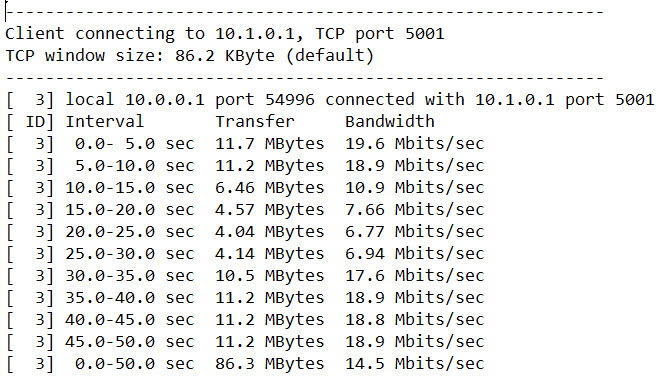 ------------------------------------------------------------
Client connecting to 10.1.0.1, TCP port 5001
TCP window size: 86.2 KByte (default)
------------------------------------------------------------
[  3] local 10.0.0.1 port 54996 connected with 10.1.0.1 port 5001
[ ID] Interval       Transfer     Bandwidth
[  3]  0.0- 5.0 sec  11.7 MBytes  19.6 Mbits/sec
[  3]  5.0-10.0 sec  11.2 MBytes  18.9 Mbits/sec
[  3] 10.0-15.0 sec  6.46 MBytes  10.9 Mbits/sec
[  3] 15.0-20.0 sec  4.57 MBytes  7.66 Mbits/sec
[  3] 20.0-25.0 sec  4.04 MBytes  6.77 Mbits/sec
[  3] 25.0-30.0 sec  4.14 MBytes  6.94 Mbits/sec
[  3] 30.0-35.0 sec  10.5 MBytes  17.6 Mbits/sec
[  3] 35.0-40.0 sec  11.2 MBytes  18.9 Mbits/sec
[  3] 40.0-45.0 sec  11.2 MBytes  18.8 Mbits/sec
[  3] 45.0-50.0 sec  11.2 MBytes  18.9 Mbits/sec
[  3]  0.0-50.0 sec  86.3 MBytes  14.5 Mbits/sec